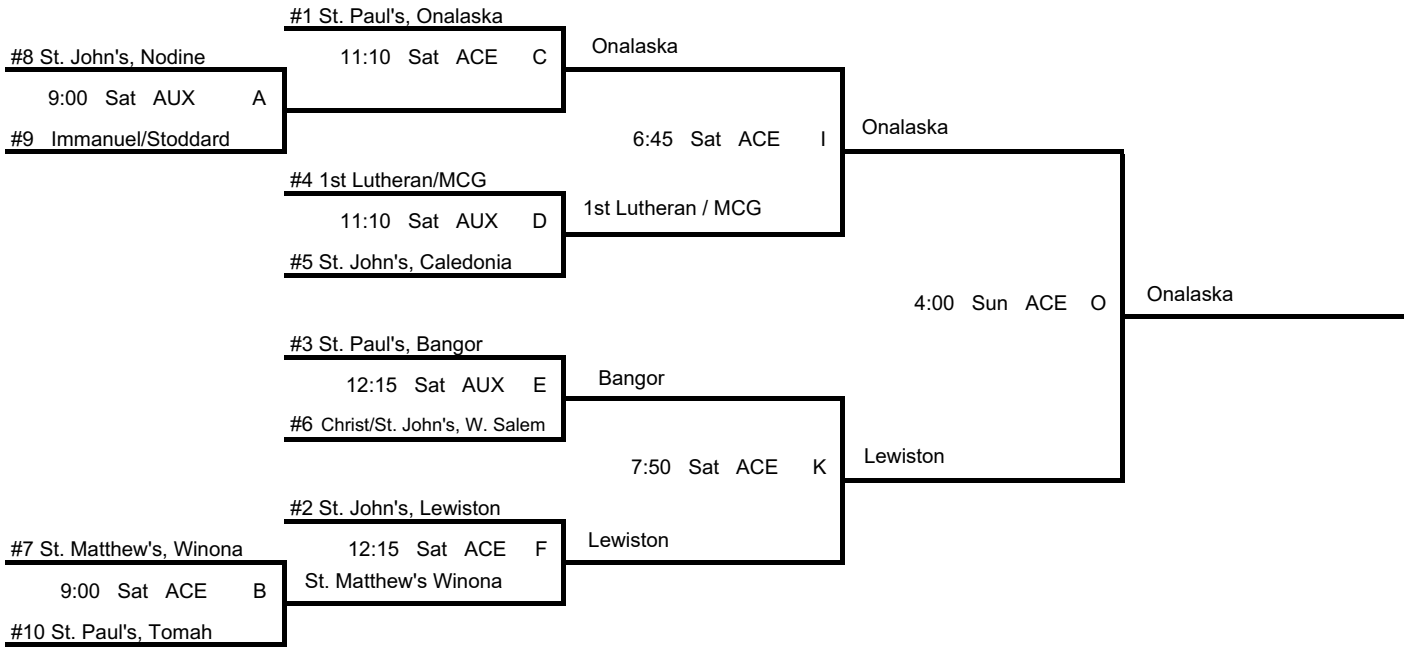 #1 St. Paul's, Onalaska
Onalaska
#8 St. John's, Nodine
11:10 Sat ACE C
9:00 Sat AUX A
#9 Immanuel/Stoddard
6:45 Sat ACE I
Onalaska
#4 1st Lutheran/MCG
1st Lutheran / MCG
11:10 Sat AUX D
#5 St. John's, Caledonia
4:00 Sun ACE O
Onalaska
#3 St. Paul's, Bangor
Bangor
12:15 Sat AUX E
#6 Christ/St. John's, W. Salem
7:50 Sat ACE K
Lewiston
#2 St. John's, Lewiston
Lewiston
#7 St. Matthew's, Winona
12:15 Sat ACE F
St. Matthew's Winona
9:00 Sat ACE B
#10 St. Paul's, Tomah